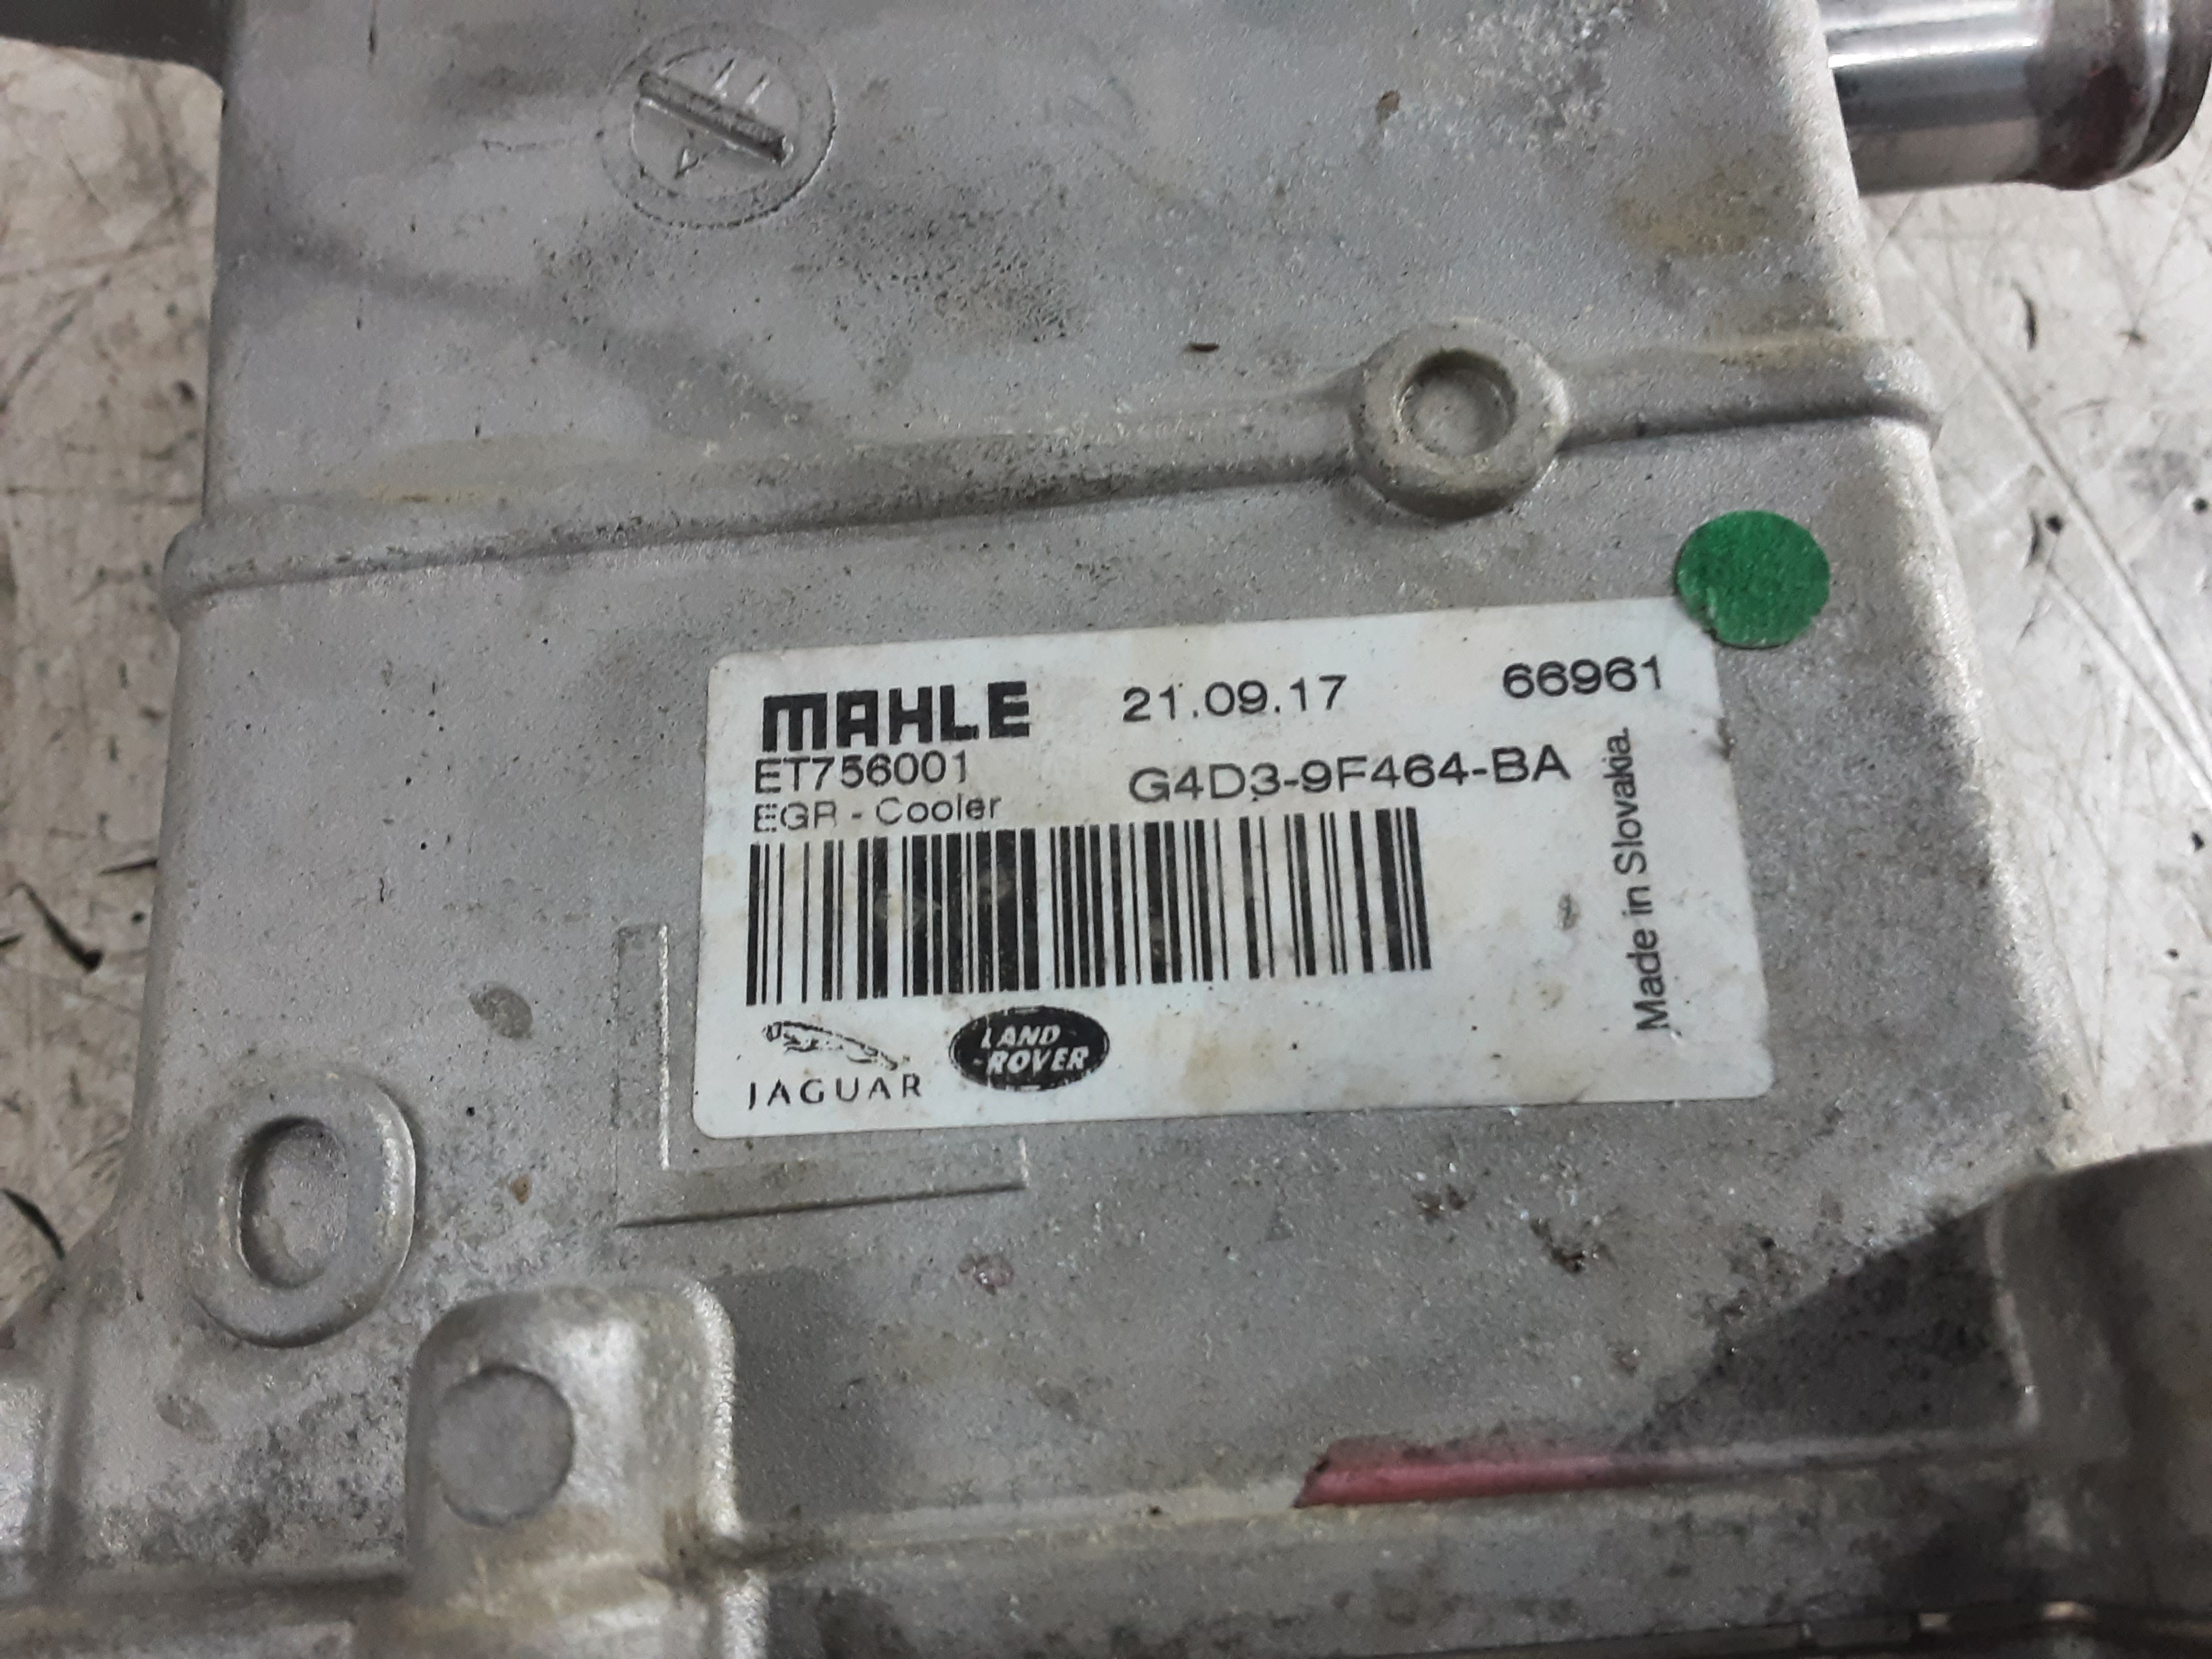 MAHLE 21.09.17 66961
ET756001 G4D3-9F464-BA
EGR - Cooler
Made in Slovakia
JAGUAR
LAND
ROVER